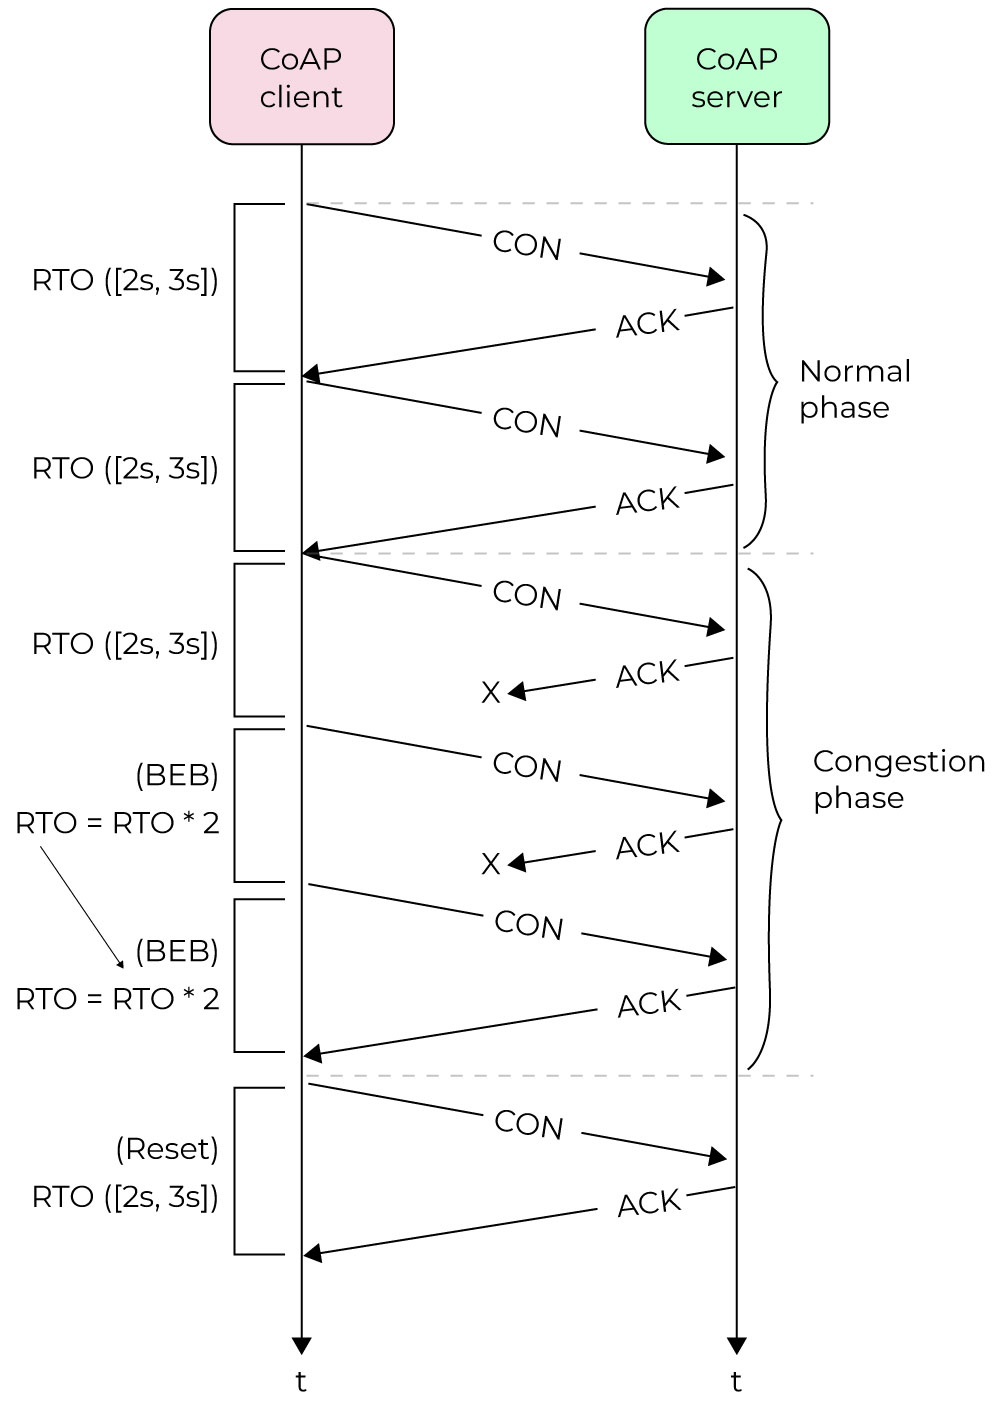 CoAP
client
CoAP
server
CON
RTO ([2s, 3s])
ACK
Normal
phase
CON
RTO ([2s, 3s])
ACK
CON
RTO ([2s, 3s])
ACK
X
CON
Congestion
phase
(BEB)
RTO = RTO * 2
ACK
X
CON
(BEB)
RTO = RTO * 2
ACK
CON
(Reset)
RTO ([2s, 3s])
ACK
t
t